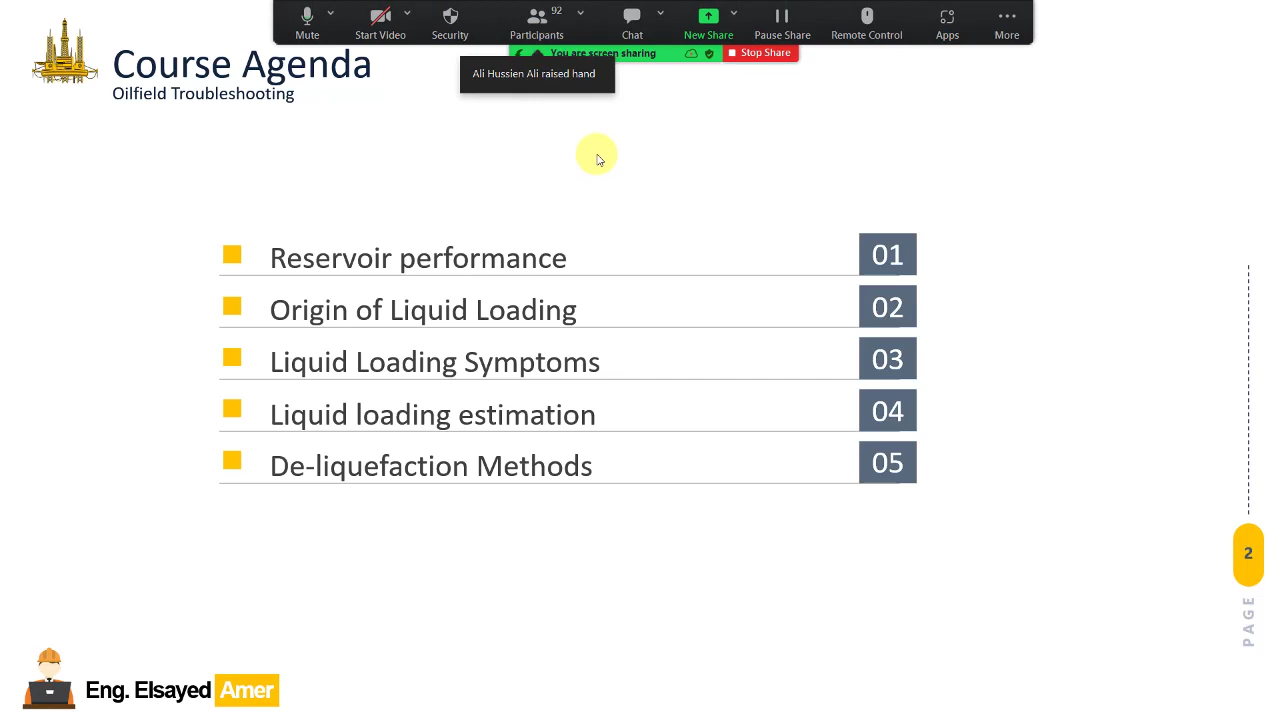 92
Mute
Start Video
Security
Participants
Chat
New Share
Pause Share
Remote Control
Apps
More
You are screen sharing
Stop Share
Ali Hussien Ali raised hand
Course Agenda
Oilfield Troubleshooting
Reservoir performance 01
Origin of Liquid Loading 02
Liquid Loading Symptoms 03
Liquid loading estimation 04
De-liquefaction Methods 05
2
PAGE
Eng. Elsayed Amer